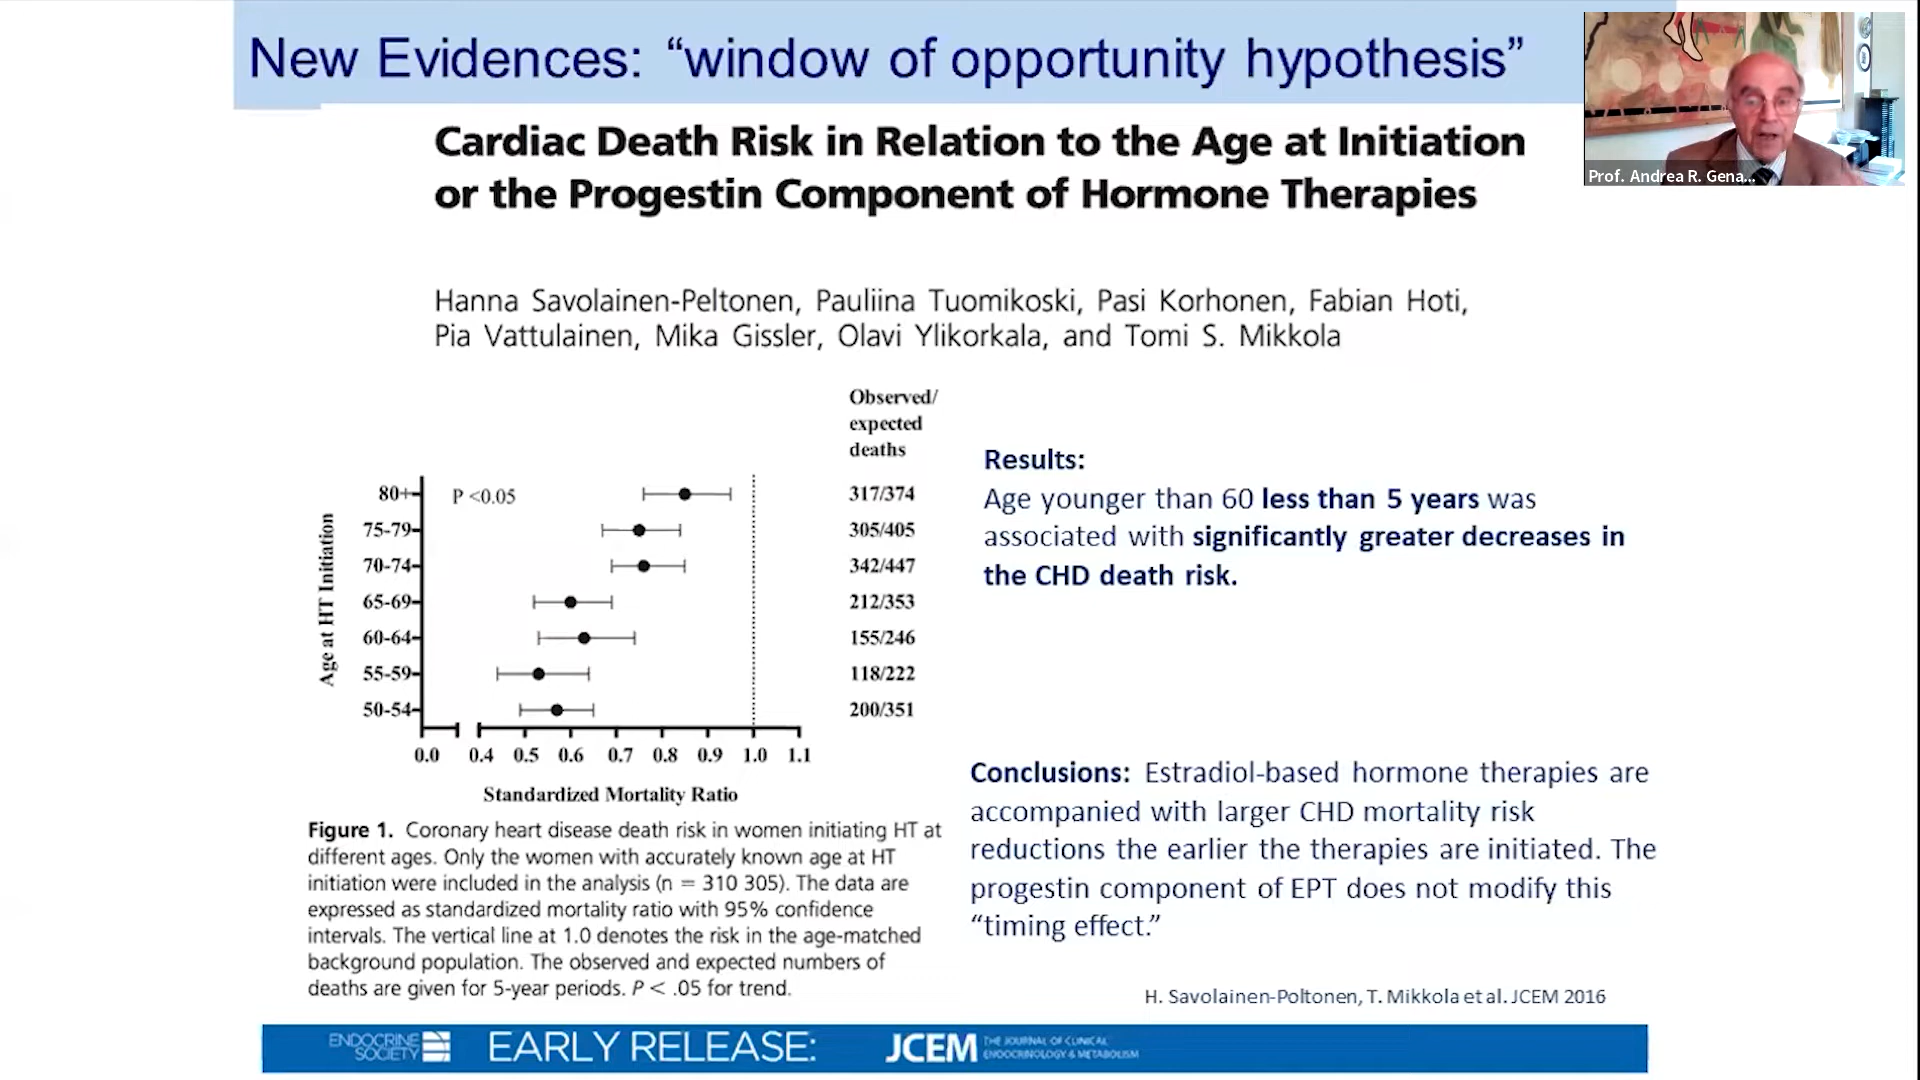 New Evidences: “window of opportunity hypothesis”
Prof. Andrea R. Gena...
Cardiac Death Risk in Relation to the Age at Initiation
or the Progestin Component of Hormone Therapies
Hanna Savolainen-Peltonen, Pauliina Tuomikoski, Pasi Korhonen, Fabian Hoti,
Pia Vattulainen, Mika Gissler, Olavi Ylikorkala, and Tomi S. Mikkola
Observed/
expected
deaths
Age at HT Initiation
P <0.05
80+ 317/374
75-79 305/405
70-74 342/447
65-69 212/353
60-64 155/246
55-59 118/222
50-54 200/351
0.0 0.4 0.5 0.6 0.7 0.8 0.9 1.0 1.1
Standardized Mortality Ratio
Figure 1. Coronary heart disease death risk in women initiating HT at
different ages. Only the women with accurately known age at HT
initiation were included in the analysis (n = 310 305). The data are
expressed as standardized mortality ratio with 95% confidence
intervals. The vertical line at 1.0 denotes the risk in the age-matched
background population. The observed and expected numbers of
deaths are given for 5-year periods. P < .05 for trend.
Results:
Age younger than 60 less than 5 years was
associated with significantly greater decreases in
the CHD death risk.
Conclusions: Estradiol-based hormone therapies are
accompanied with larger CHD mortality risk
reductions the earlier the therapies are initiated. The
progestin component of EPT does not modify this
“timing effect.”
H. Savolainen-Poltonen, T. Mikkola et al. JCEM 2016
ENDOCRINE
SOCIETY
EARLY RELEASE:
JCEM
THE JOURNAL OF CLINICAL
ENDOCRINOLOGY & METABOLISM